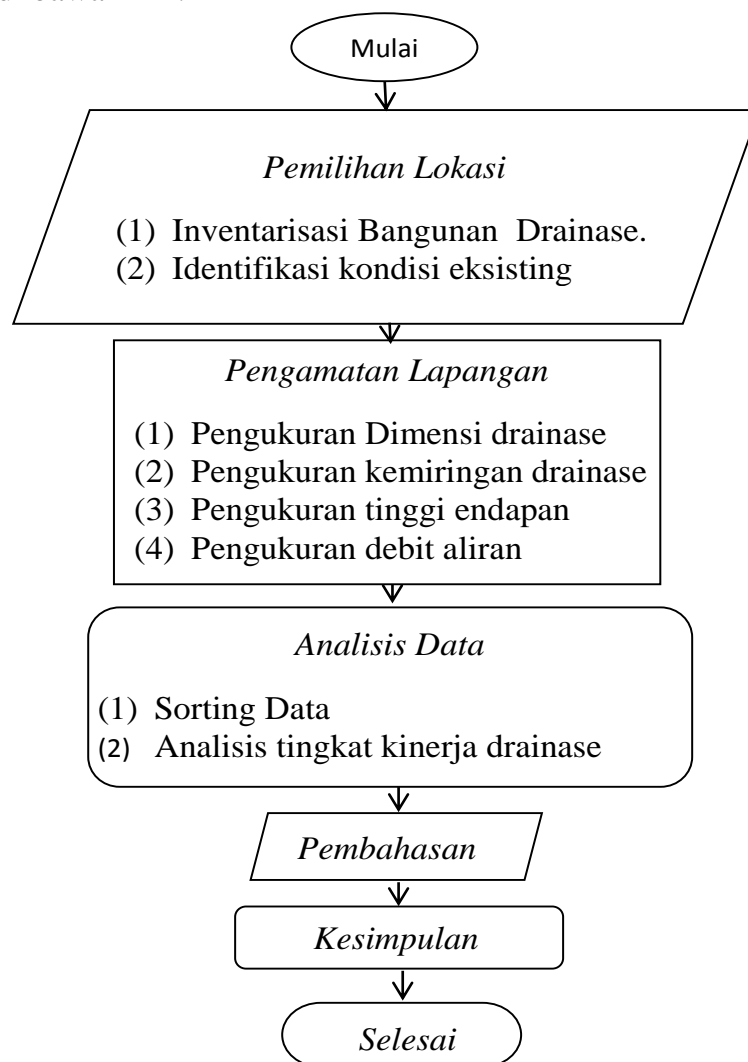 Mulai
Pemilihan Lokasi
(1) Inventarisasi Bangunan Drainase.
(2) Identifikasi kondisi eksisting
Pengamatan Lapangan
(1) Pengukuran Dimensi drainase
(2) Pengukuran kemiringan drainase
(3) Pengukuran tinggi endapan
(4) Pengukuran debit aliran
Analisis Data
(1) Sorting Data
(2) Analisis tingkat kinerja drainase
Pembahasan
Kesimpulan
Selesai